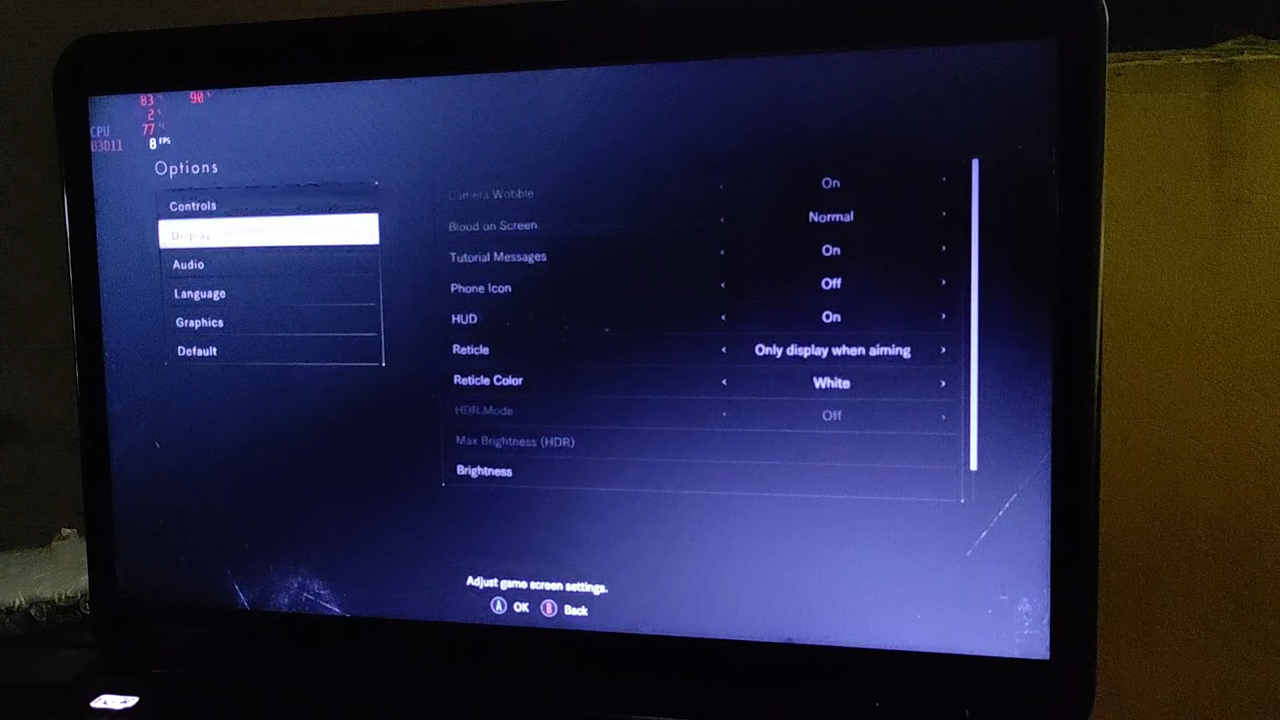 83 90
2
CPU 77
D3D11 8 FPS
Options
Controls
Display
Audio
Language
Graphics
Default
Camera Wobble ‹ On ›
Blood on Screen ‹ Normal ›
Tutorial Messages ‹ On ›
Phone Icon ‹ Off ›
HUD ‹ On ›
Reticle ‹ Only display when aiming ›
Reticle Color ‹ White ›
HDR Mode ‹ Off ›
Max Brightness (HDR)
Brightness
Adjust game screen settings.
A OK B Back